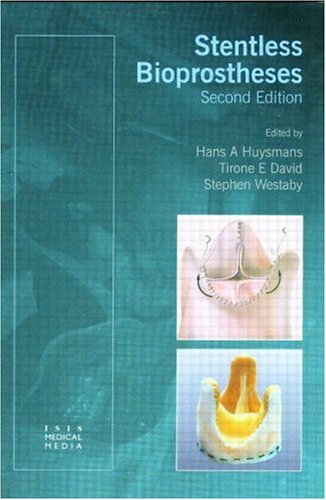 Stentless
Bioprostheses
Second Edition
Edited by
Hans A Huysmans
Tirone E David
Stephen Westaby
ISIS
MEDICAL
MEDIA